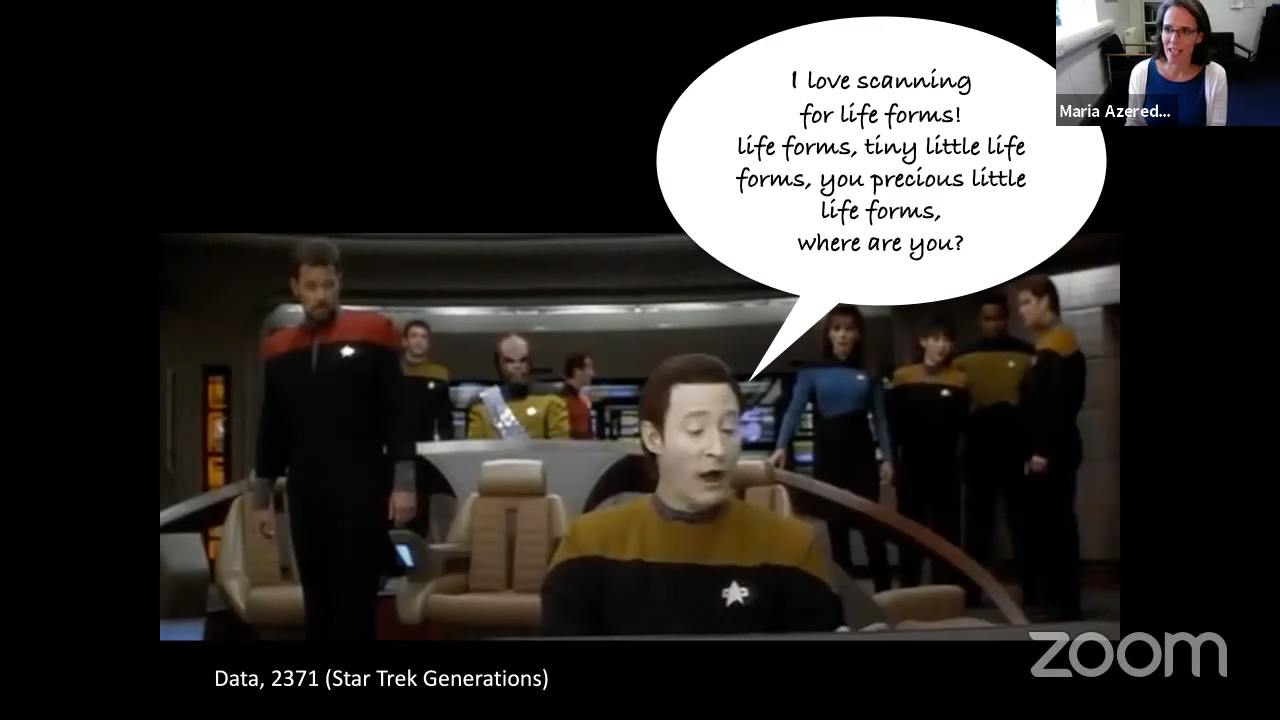 I love scanning
for life forms!
life forms, tiny little life
forms, you precious little
life forms,
where are you?
Maria Azered...
Data, 2371 (Star Trek Generations)
zoom